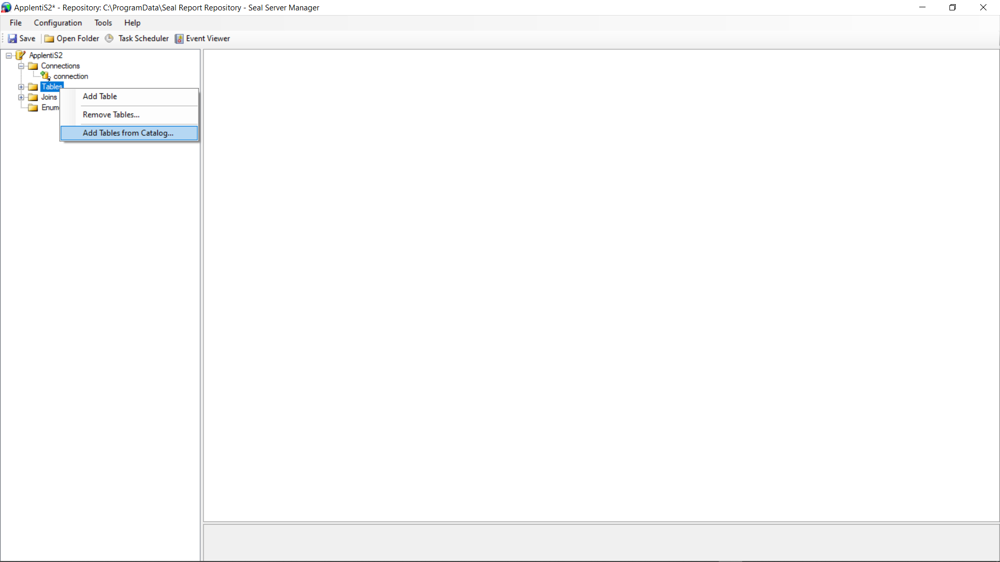 ApplentiS2* - Repository: C:\ProgramData\Seal Report Repository - Seal Server Manager
File Configuration Tools Help
Save Open Folder Task Scheduler Event Viewer
ApplentiS2
Connections
connection
Tables
Joins
Enum
Add Table
Remove Tables...
Add Tables from Catalog...